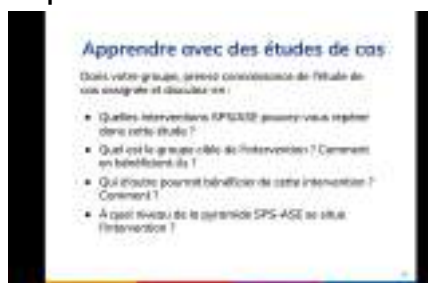 Apprendre avec des études de cas
Dans votre groupe, prenez connaissance de l'étude de
cas assignée et discutez-en :
• Quelles interventions SPS/ASE pouvez-vous repérer
dans cette étude ?
• Quel est le groupe cible de l'intervention ? Comment
en bénéficient-ils ?
• Qui d'autre pourrait bénéficier de cette intervention ?
Comment ?
• À quel niveau de la pyramide SPS-ASE se situe
l'intervention ?